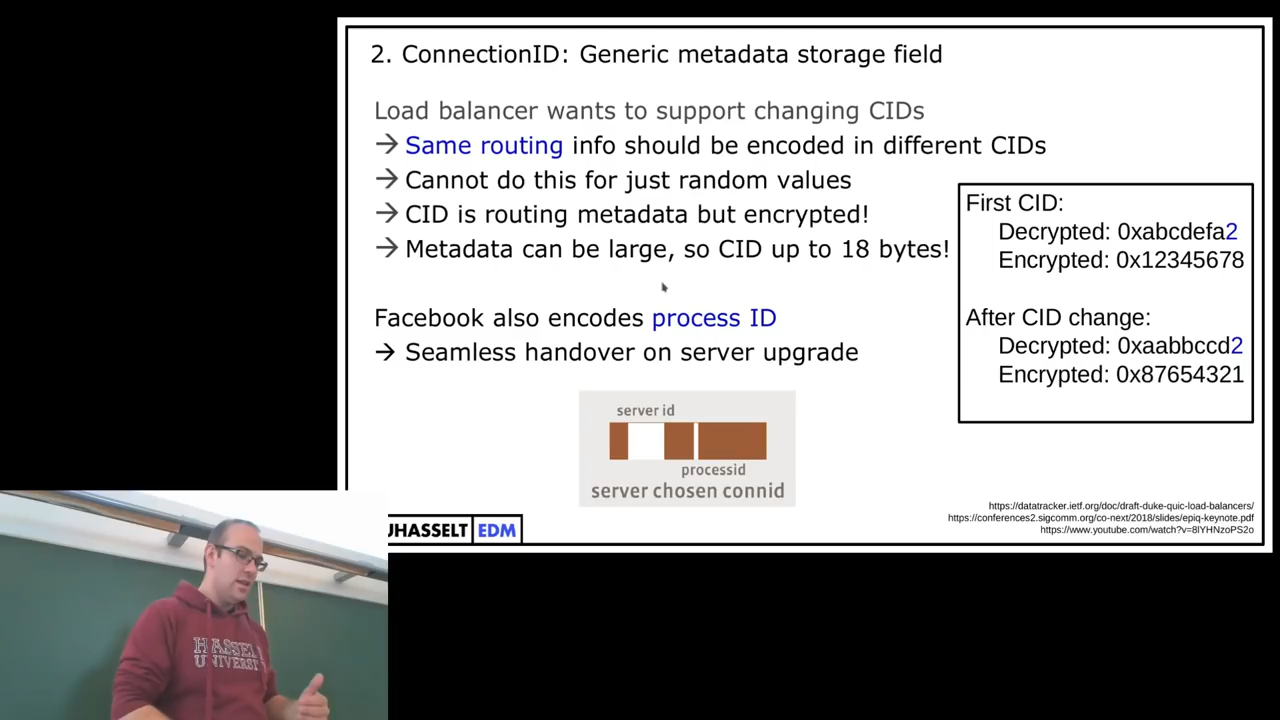 2. ConnectionID: Generic metadata storage field
Load balancer wants to support changing CIDs
→ Same routing info should be encoded in different CIDs
→ Cannot do this for just random values
→ CID is routing metadata but encrypted!
→ Metadata can be large, so CID up to 18 bytes!
Facebook also encodes process ID
→ Seamless handover on server upgrade
First CID:
Decrypted: 0xabcdefa2
Encrypted: 0x12345678
After CID change:
Decrypted: 0xaabbccd2
Encrypted: 0x87654321
server id
processid
server chosen connid
https://datatracker.ietf.org/doc/draft-duke-quic-load-balancers/
https://conferences2.sigcomm.org/co-next/2018/slides/epiq-keynote.pdf
https://www.youtube.com/watch?v=8lYHNzoPS2o
UHASSELT EDM
HASSEL
UNIVERSI